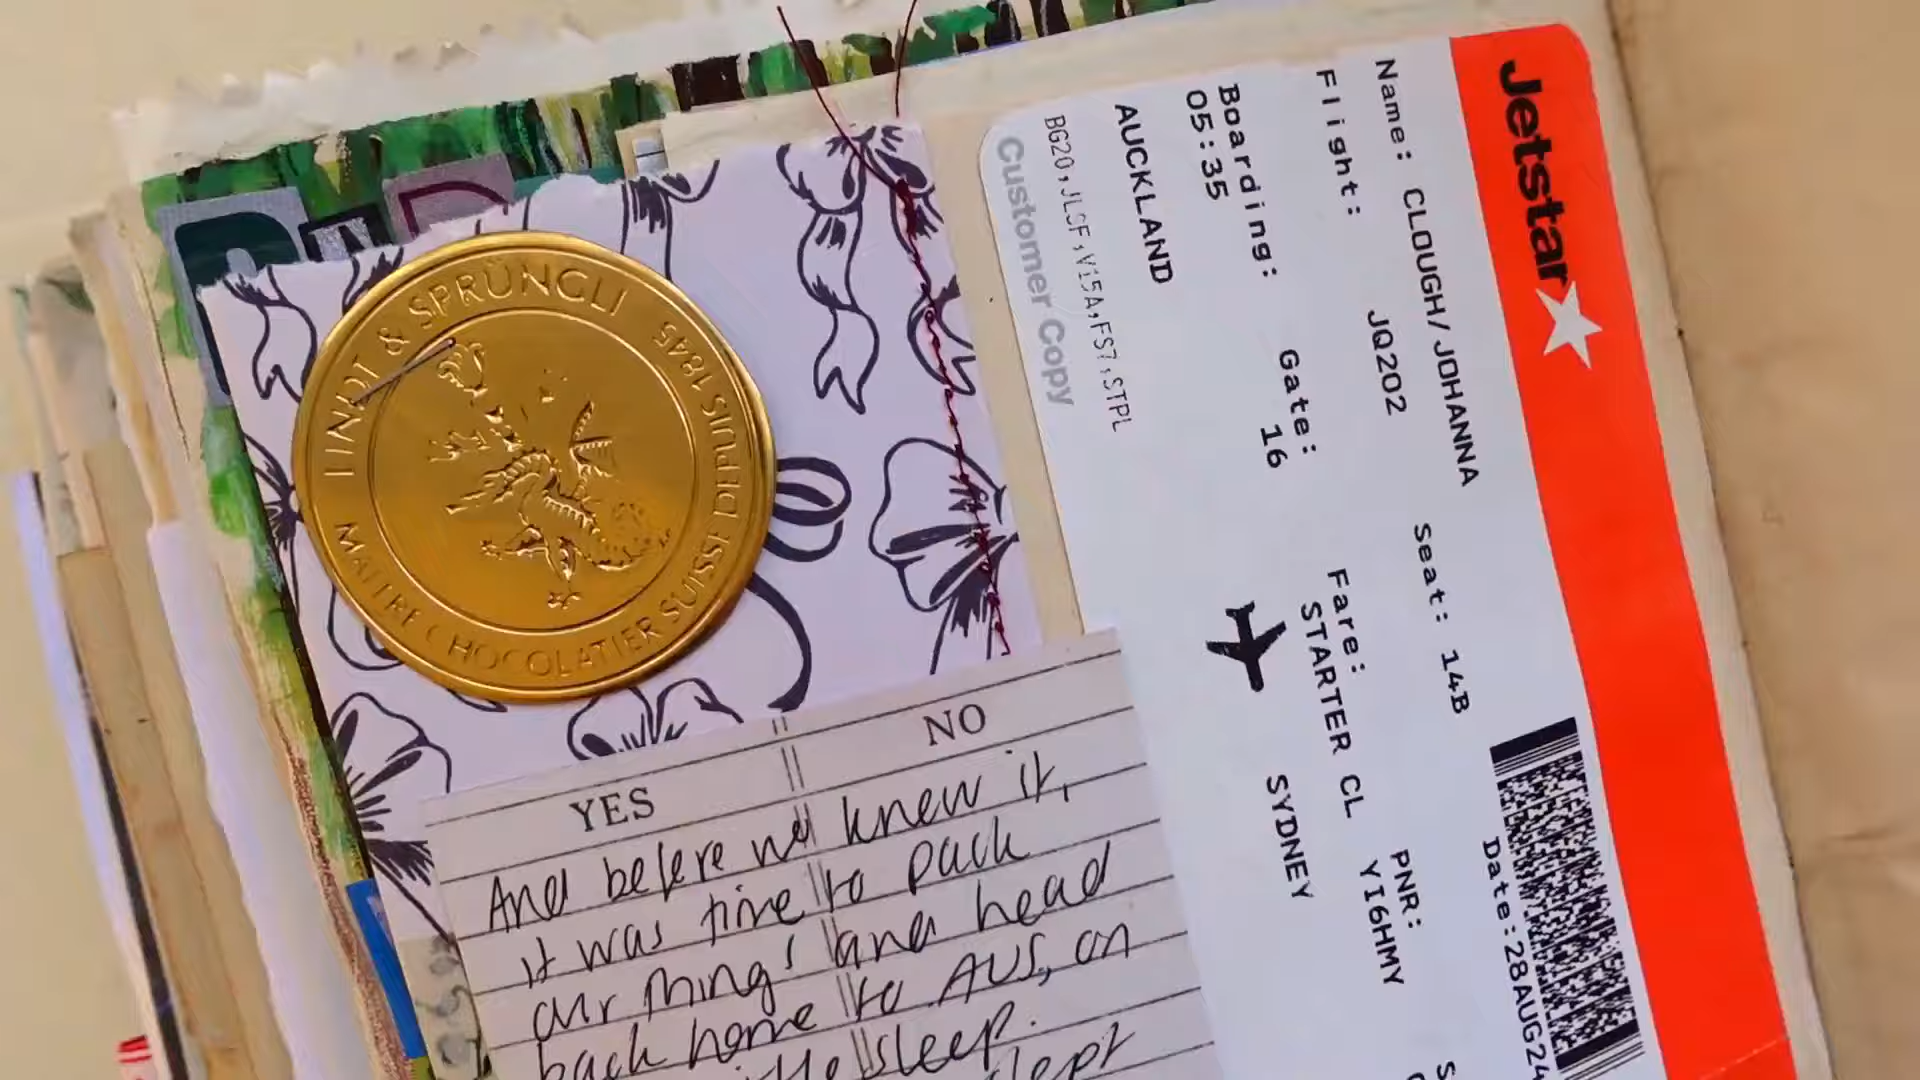 LINDT & SPRÜNGLI
DEPUIS 1845
MAITRE CHOCOLATIER SUISSE
YES NO
And before we knew it,
it was time to pack
our things and head
back home to AUS, on
sleep.
slept
Jetstar
Name: CLOUGH/JOHANNA
Seat: 14B
Date:28AUG24
Flight: JQ202
Fare: STARTER CL
PNR: YI6HMY
Boarding: 05:35
Gate: 16
AUCKLAND
SYDNEY
BG20,JLSF,V15A,FS7,STPL
Customer Copy